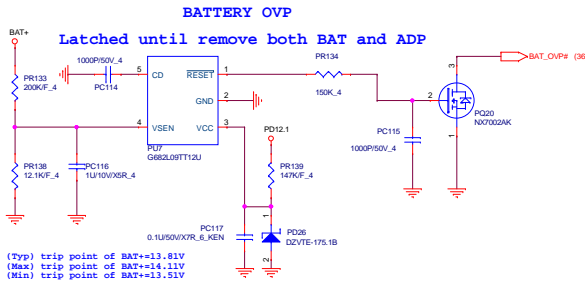 BATTERY OVP
Latched until remove both BAT and ADP
BAT+
1000P/50V_4
PC114
PR133
200K/F_4
5
CD
RESET
1
GND
2
4
VSEN
VCC
3
PU7
G682L09TT12U
PR134
150K_4
3
BAT_OVP# (36
2
PQ20
NX7002AK
1
PC115
1000P/50V_4
PD12.1
PR138
12.1K/F_4
PC116
1U/10V/X5R_4
PR139
147K/F_4
PC117
0.1U/50V/X7R_6_KEN
1
PD26
DZVTE-175.1B
2
(Typ) trip point of BAT+=13.81V
(Max) trip point of BAT+=14.11V
(Min) trip point of BAT+=13.51V